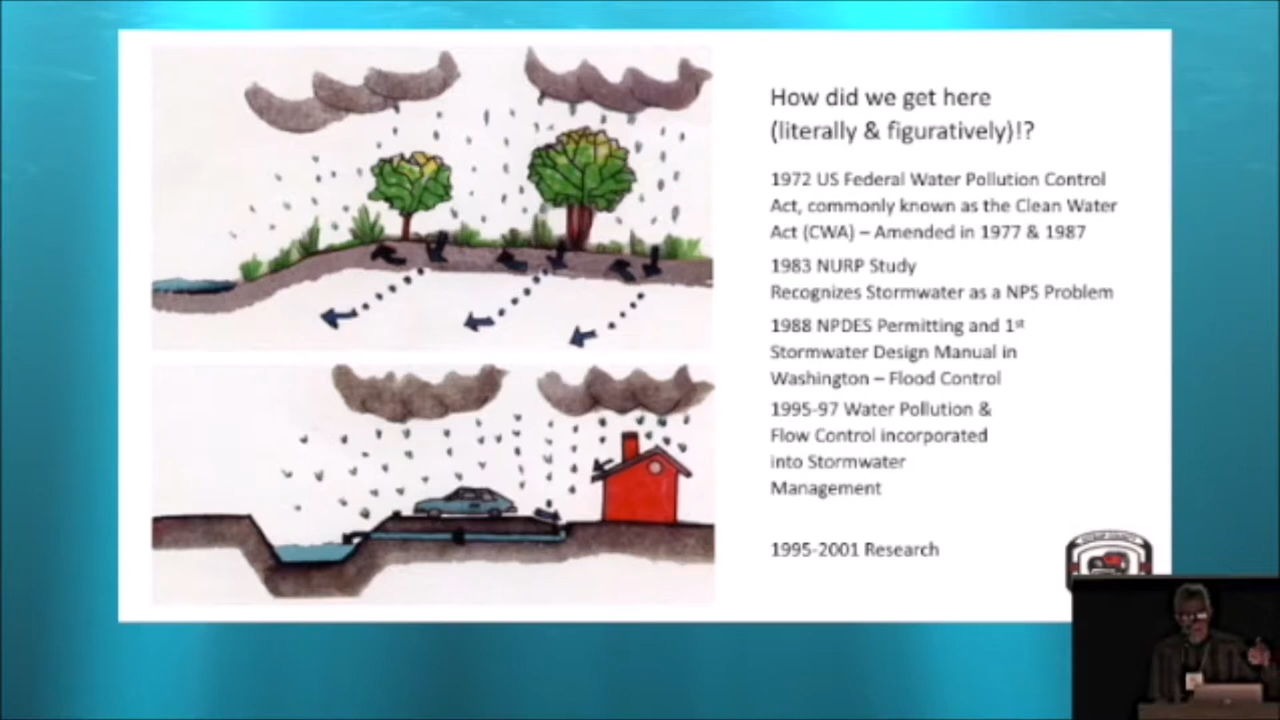 How did we get here
(literally & figuratively)!?
1972 US Federal Water Pollution Control
Act, commonly known as the Clean Water
Act (CWA) – Amended in 1977 & 1987
1983 NURP Study
Recognizes Stormwater as a NPS Problem
1988 NPDES Permitting and 1st
Stormwater Design Manual in
Washington – Flood Control
1995-97 Water Pollution &
Flow Control incorporated
into Stormwater
Management
1995-2001 Research